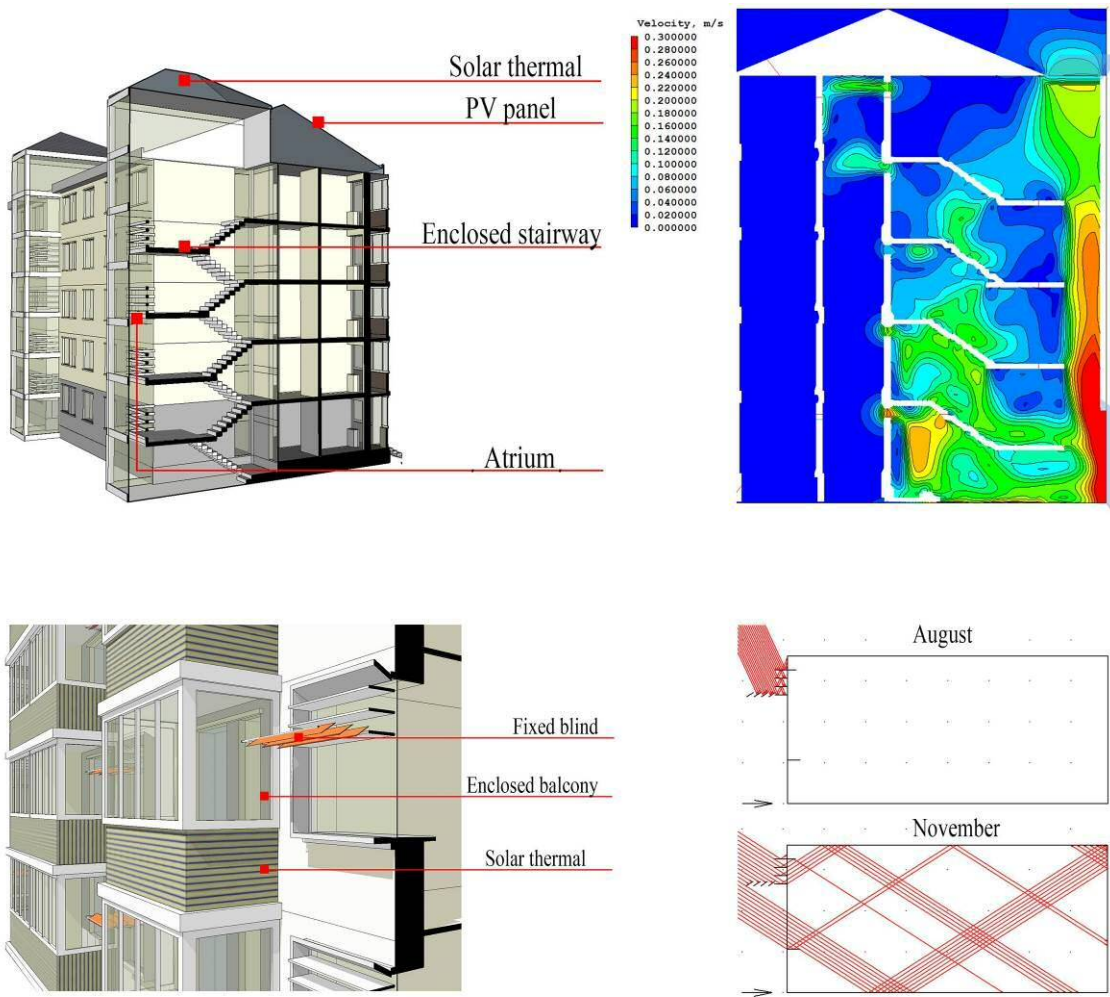 Solar thermal
PV panel
Enclosed stairway
Atrium
Velocity, m/s
0.300000
0.280000
0.260000
0.240000
0.220000
0.200000
0.180000
0.160000
0.140000
0.120000
0.100000
0.080000
0.060000
0.040000
0.020000
0.000000
Fixed blind
Enclosed balcony
Solar thermal
August
November